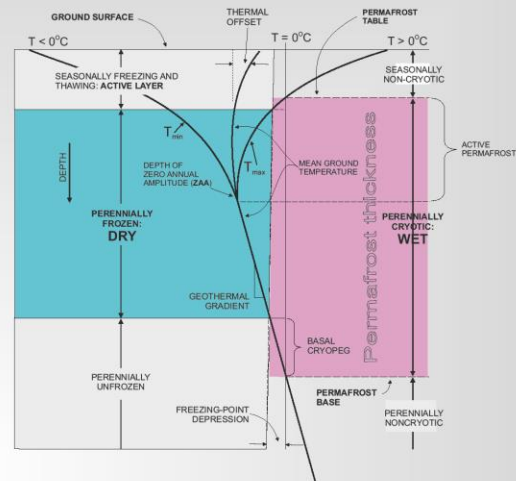 GROUND SURFACE
THERMAL
OFFSET
PERMAFROST
TABLE
T < 0°C
T = 0°C
T > 0°C
SEASONALLY FREEZING AND
THAWING: ACTIVE LAYER
SEASONALLY
NON-CRYOTIC
Tmin
Tmax
ACTIVE
PERMAFROST
DEPTH
DEPTH OF
ZERO ANNUAL
AMPLITUDE (ZAA)
MEAN GROUND
TEMPERATURE
PERENNIALLY
FROZEN:
DRY
Permafrost thickness
PERENNIALLY
CRYOTIC:
WET
GEOTHERMAL
GRADIENT
BASAL
CRYOPEG
PERENNIALLY
UNFROZEN
PERMAFROST
BASE
FREEZING-POINT
DEPRESSION
PERENNIALLY
NONCRYOTIC